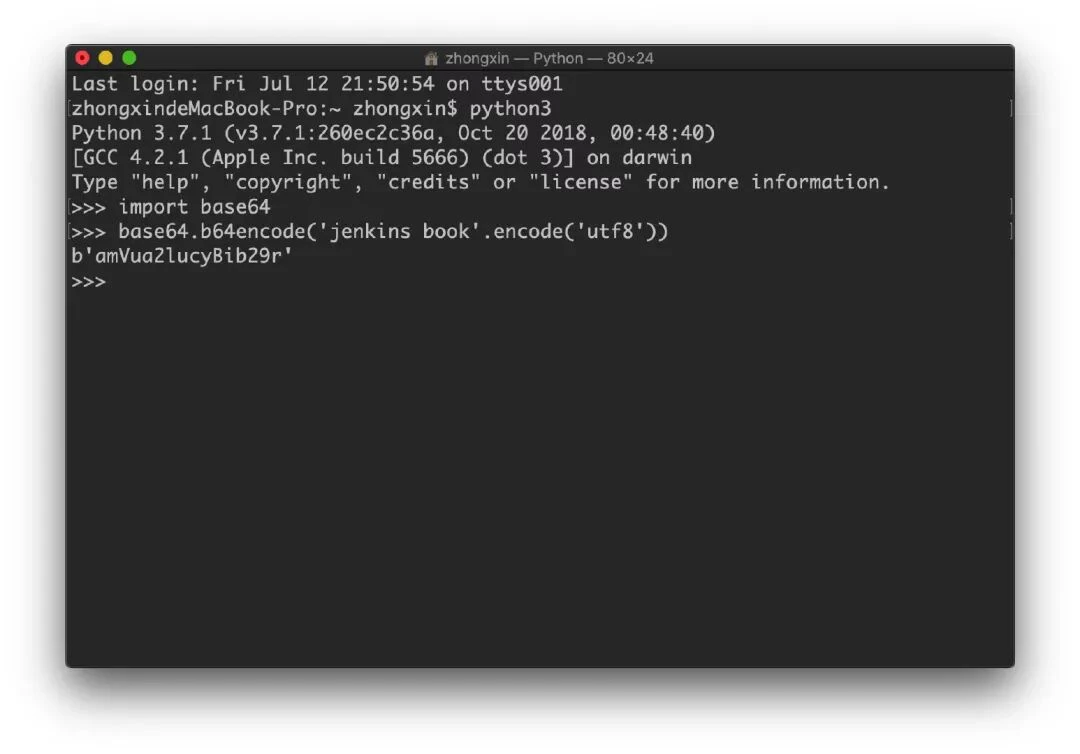 zhongxin — Python — 80×24
Last login: Fri Jul 12 21:50:54 on ttys001
[zhongxindeMacBook-Pro:~ zhongxin$ python3 ]
Python 3.7.1 (v3.7.1:260ec2c36a, Oct 20 2018, 00:48:40)
[GCC 4.2.1 (Apple Inc. build 5666) (dot 3)] on darwin
Type "help", "copyright", "credits" or "license" for more information.
[>>> import base64 ]
[>>> base64.b64encode('jenkins book'.encode('utf8')) ]
b'amVua2lucyBib29r'
>>>